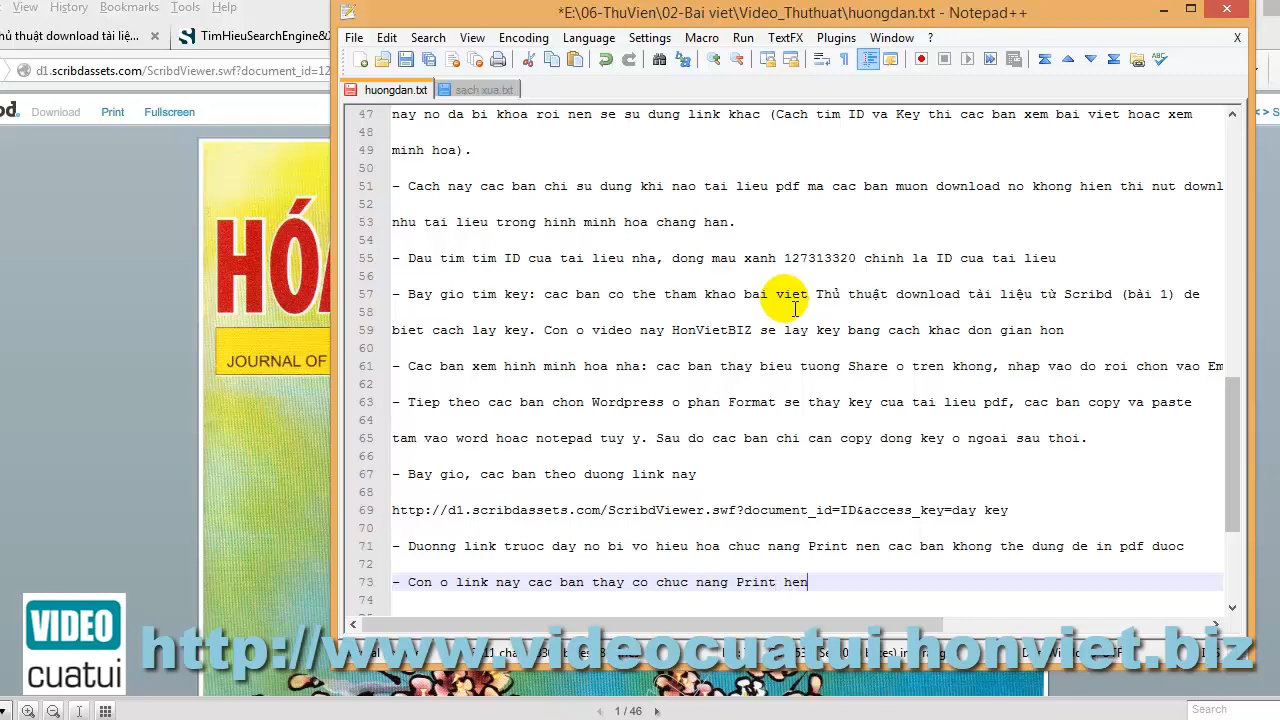 *E:\06-ThuVien\02-Bai viet\Video_Thuthuat\huongdan.txt - Notepad++
View History Bookmarks Tools Help
File Edit Search View Encoding Language Settings Macro Run TextFX Plugins Window ? X
hủ thuật download tài liệ... TimHieuSearchEngine&
d1.scribdassets.com/ScribdViewer.swf?document_id=12
huongdan.txt sach xua.txt
od. Download Print Fullscreen
47 nay no da bi khoa roi nen se su dung link khac (Cach tim ID va Key thi cac ban xem bai viet hoac xem
48
49 minh hoa).
50
51 - Cach nay cac ban chi su dung khi nao tai lieu pdf ma cac ban muon download no khong hien thi nut downl
52
53 nhu tai lieu trong hinh minh hoa chang han.
54
55 - Dau tim tim ID cua tai lieu nha, dong mau xanh 127313320 chinh la ID cua tai lieu
56
57 - Bay gio tim key: cac ban co the tham khao bai viet Thủ thuật download tài liệu từ Scribd (bài 1) de
58
59 biet cach lay key. Con o video nay HonVietBIZ se lay key bang cach khac don gian hon
60
61 - Cac ban xem hinh minh hoa nha: cac ban thay bieu tuong Share o tren khong, nhap vao do roi chon vao Em
62
63 - Tiep theo cac ban chon Wordpress o phan Format se thay key cua tai lieu pdf, cac ban copy va paste
64
65 tam vao word hoac notepad tuy y. Sau do cac ban chi can copy dong key o ngoai sau thoi.
66
67 - Bay gio, cac ban theo duong link nay
68
69 http://d1.scribdassets.com/ScribdViewer.swf?document_id=ID&access_key=day key
70
71 - Duonng link truoc day no bi vo hieu hoa chuc nang Print nen cac ban khong the dung de in pdf duoc
72
73 - Con o link nay cac ban thay co chuc nang Print hen
74
HÓ
JOURNAL OF
VIDEO
cuatui
http://www.videocuatui.honviet.biz
1 / 46
Search